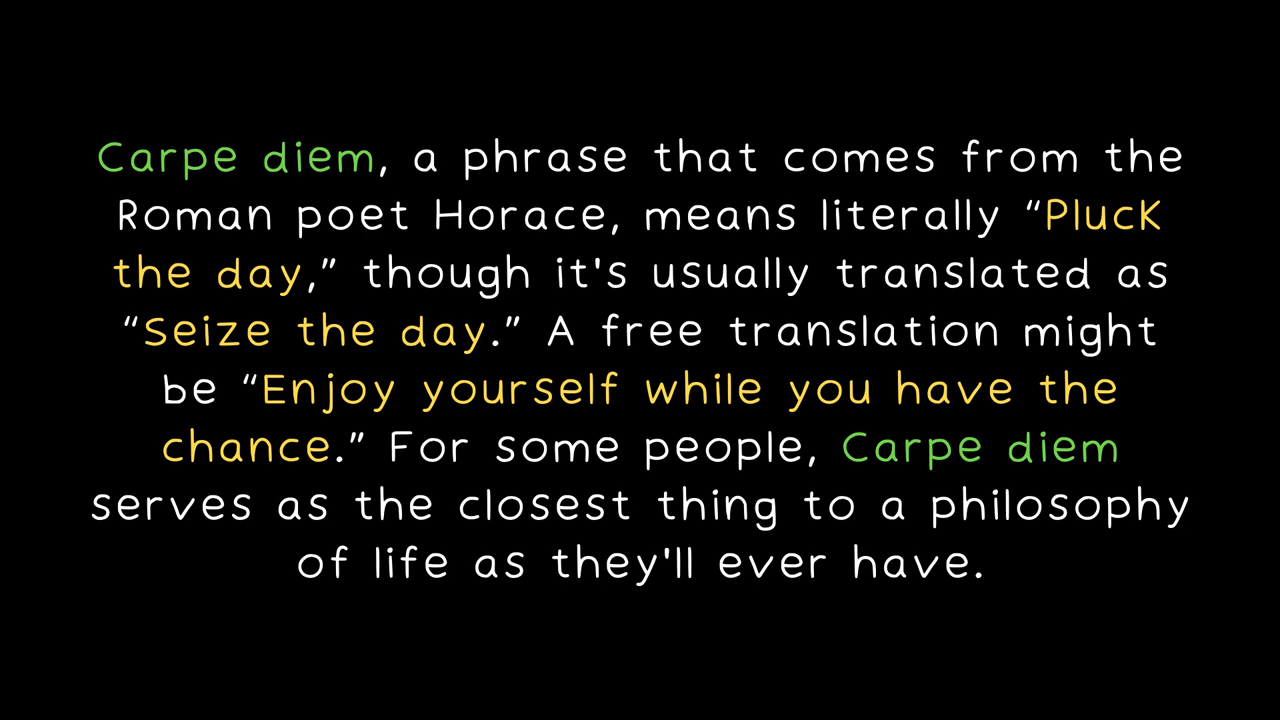 Carpe diem, a phrase that comes from the
Roman poet Horace, means literally “Pluck
the day,” though it's usually translated as
“Seize the day.” A free translation might
be “Enjoy yourself while you have the
chance.” For some people, Carpe diem
serves as the closest thing to a philosophy
of life as they'll ever have.